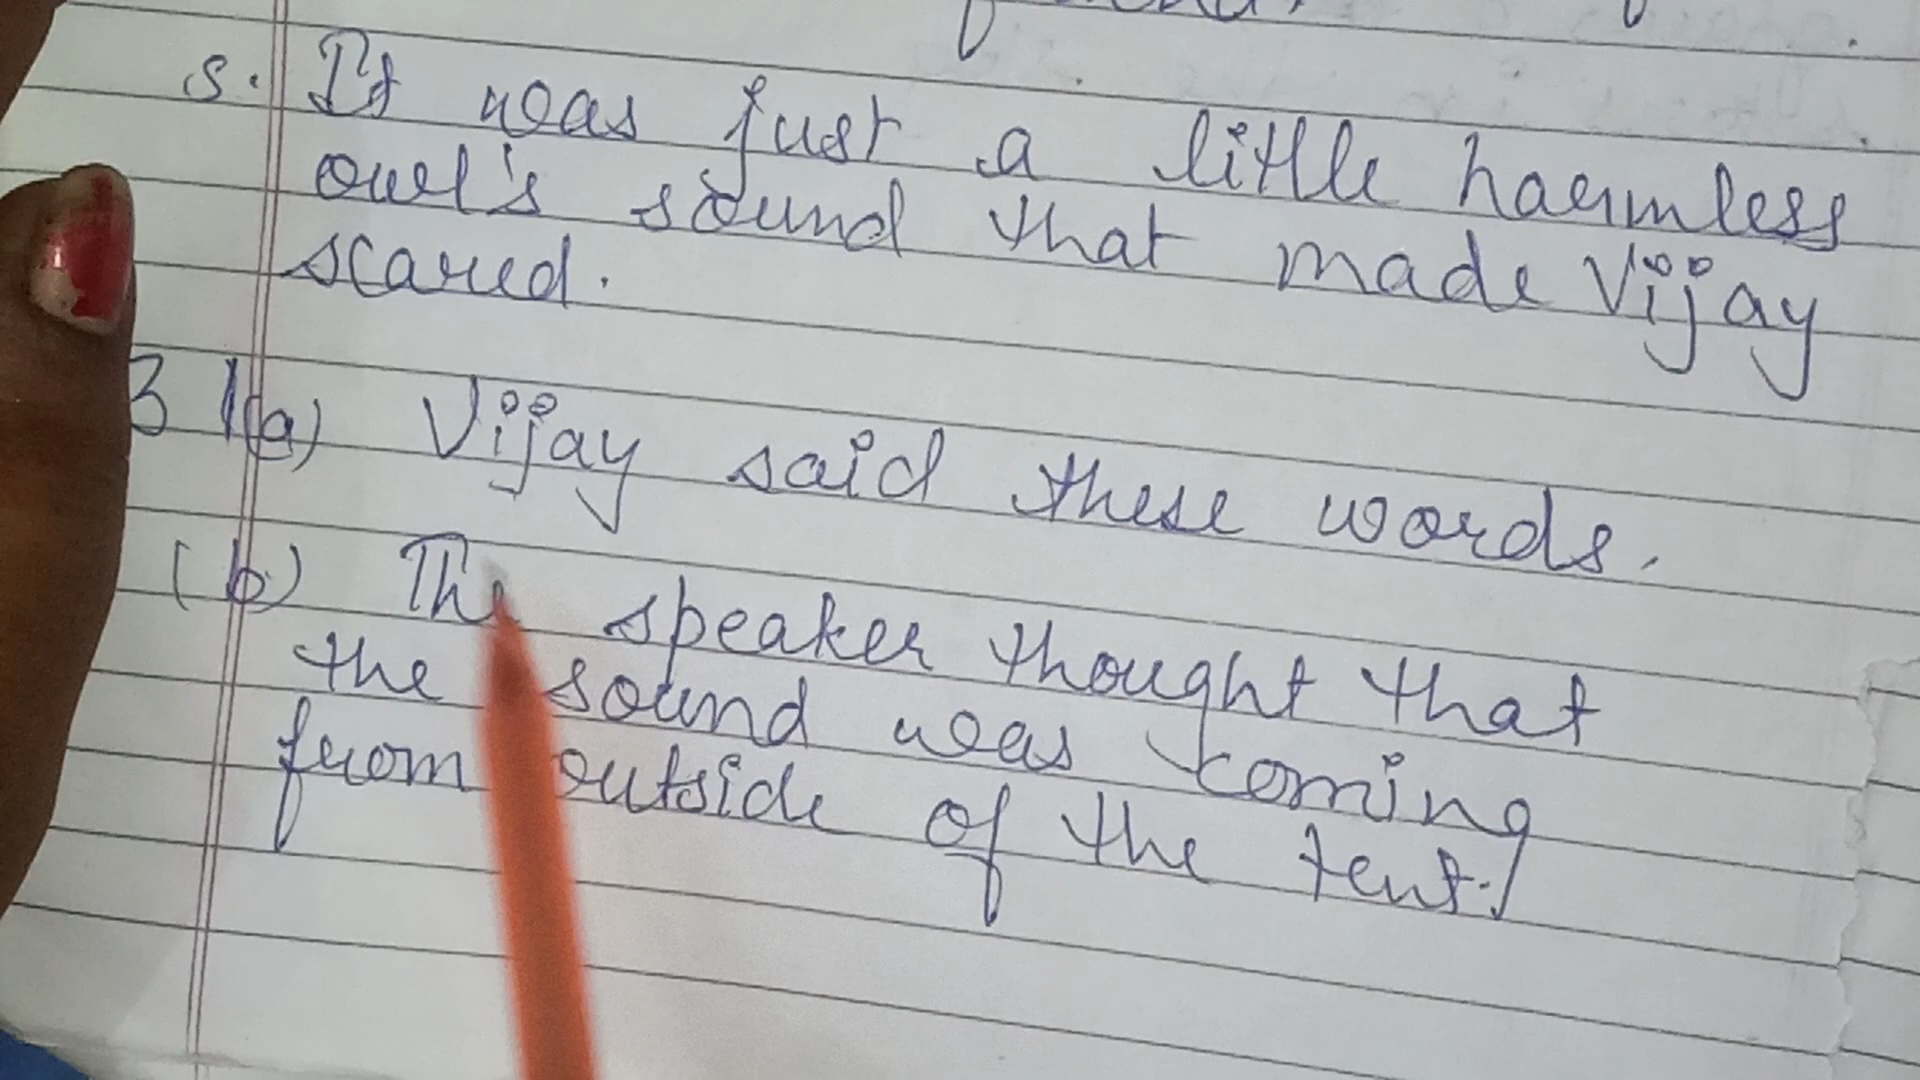 5. It was just a little harmless
owl's sound that made Vijay
scared.
3 1(a) Vijay said these words.
(b) The speaker thought that
the sound was coming
from outside of the tent.